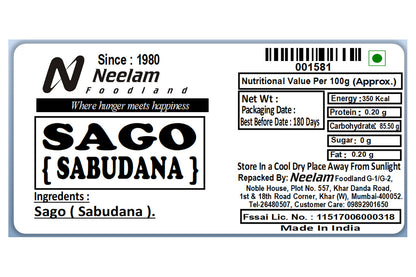 Since : 1980
Neelam
Foodland
Where hunger meets happiness
SAGO
{ SABUDANA }
Ingredents :
Sago ( Sabudana ).
001581
Nutritional Value Per 100g (Approx.)
Net Wt :
Packaging Date :
Best Before Date : 180 Days
Energy : 350 Kcal
Protein : 0.20 g
Carbohydrate : 85.50 g
Sugar : 0g
Fat : 0.20 g
Store In a Cool Dry Place Away From Sunlight
Repacked By: Neelam Foodland G-1/G-2,
Noble House, Plot No. 557, Khar Danda Road,
1st & 18th Road Corner, Khar (W), Mumbai-400052.
Tel-26480507, Customer Care: 09892901650
Fssai Lic. No. : 11517006000318
Made In India